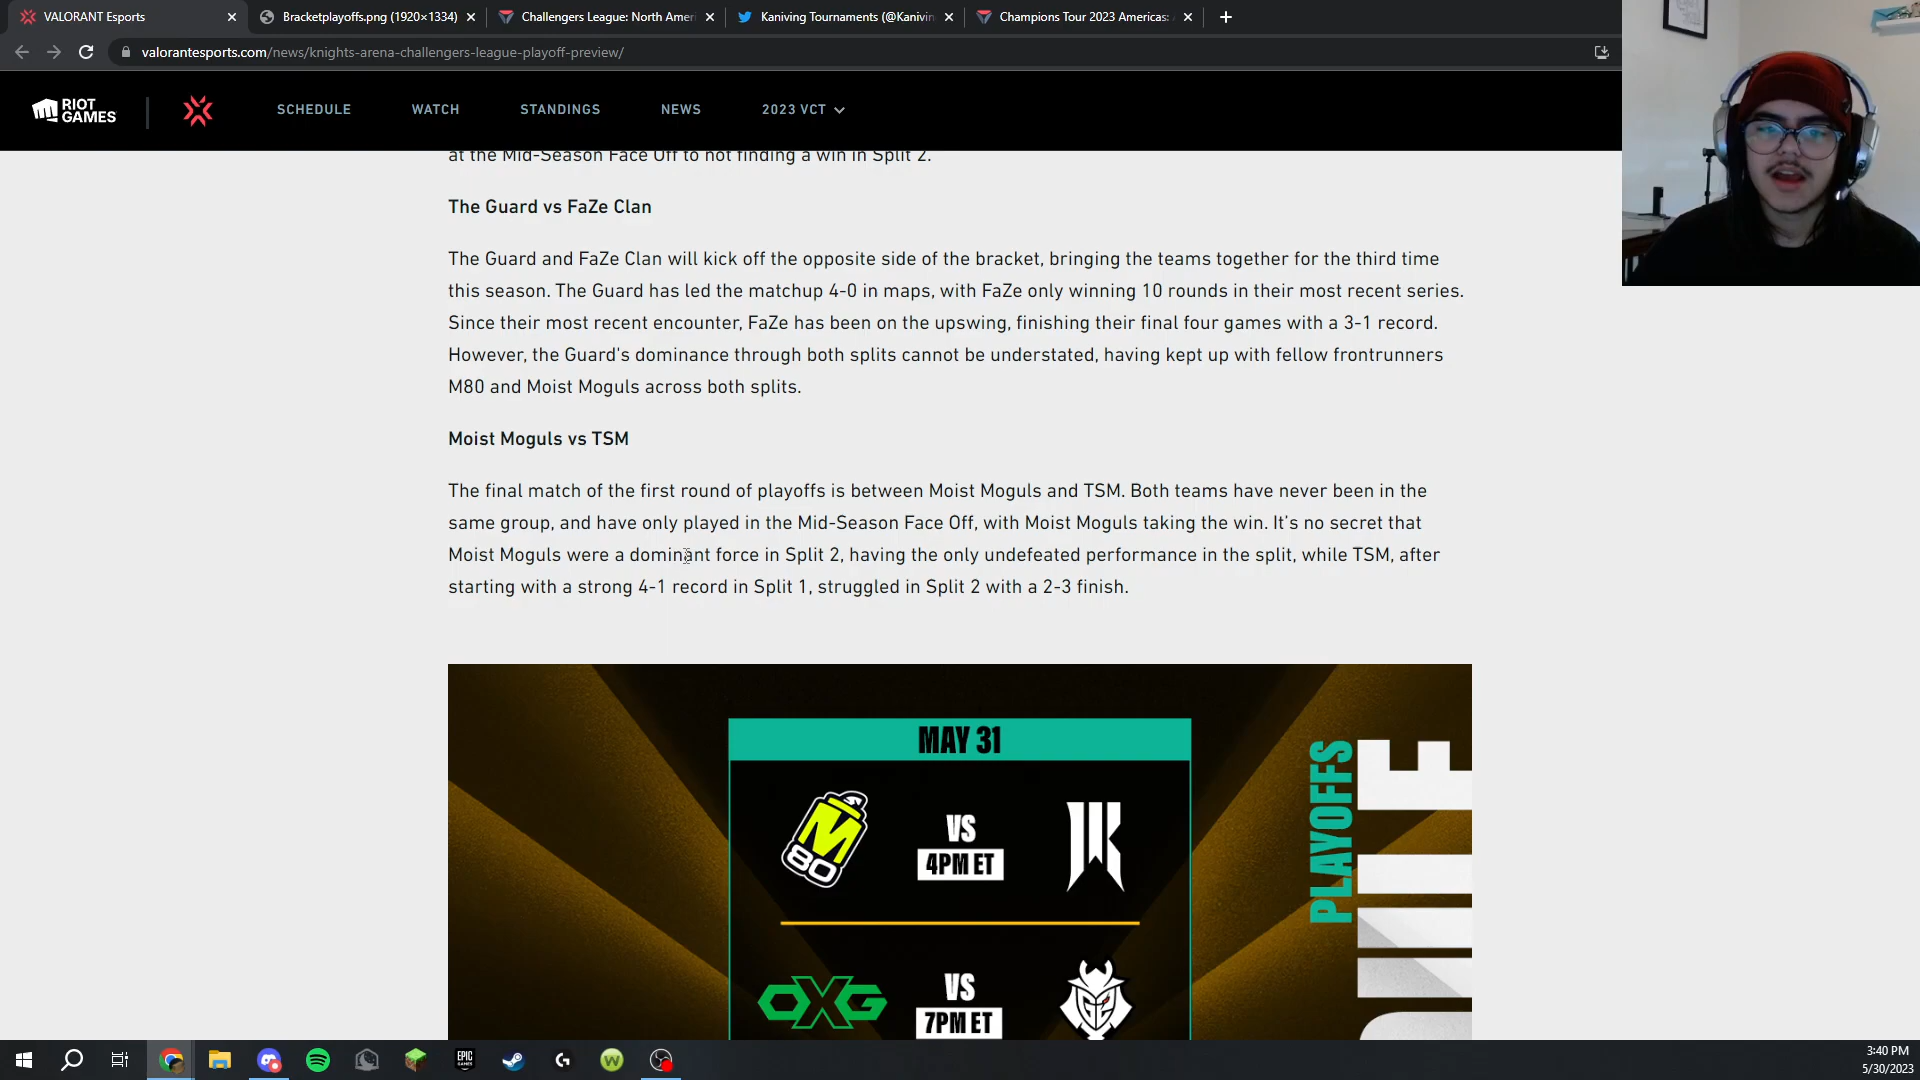 VALORANT Esports
Bracketplayoffs.png (1920×1334)
Challengers League: North Amer
Kaniving Tournaments (@Kanivin
Champions Tour 2023 Americas:
valorantesports.com/news/knights-arena-challengers-league-playoff-preview/
RIOT GAMES
SCHEDULE
WATCH
STANDINGS
NEWS
2023 VCT
at the Mid-Season Face Off to not finding a win in Split 2.
The Guard vs FaZe Clan
The Guard and FaZe Clan will kick off the opposite side of the bracket, bringing the teams together for the third time
this season. The Guard has led the matchup 4-0 in maps, with FaZe only winning 10 rounds in their most recent series.
Since their most recent encounter, FaZe has been on the upswing, finishing their final four games with a 3-1 record.
However, the Guard's dominance through both splits cannot be understated, having kept up with fellow frontrunners
M80 and Moist Moguls across both splits.
Moist Moguls vs TSM
The final match of the first round of playoffs is between Moist Moguls and TSM. Both teams have never been in the
same group, and have only played in the Mid-Season Face Off, with Moist Moguls taking the win. It’s no secret that
Moist Moguls were a dominant force in Split 2, having the only undefeated performance in the split, while TSM, after
starting with a strong 4-1 record in Split 1, struggled in Split 2 with a 2-3 finish.
MAY 31
M80
VS
4PM ET
OXG
VS
7PM ET
G2
PLAYOFFS
EPIC GAMES
3:40 PM
5/30/2023